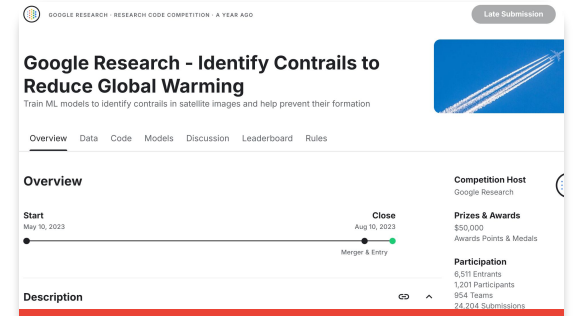 GOOGLE RESEARCH · RESEARCH CODE COMPETITION · A YEAR AGO
Late Submission
Google Research - Identify Contrails to
Reduce Global Warming
Train ML models to identify contrails in satellite images and help prevent their formation
Overview Data Code Models Discussion Leaderboard Rules
Overview
Start
May 10, 2023
Close
Aug 10, 2023
Merger & Entry
Description
Competition Host
Google Research
Prizes & Awards
$50,000
Awards Points & Medals
Participation
6,511 Entrants
1,201 Participants
954 Teams
24,204 Submissions